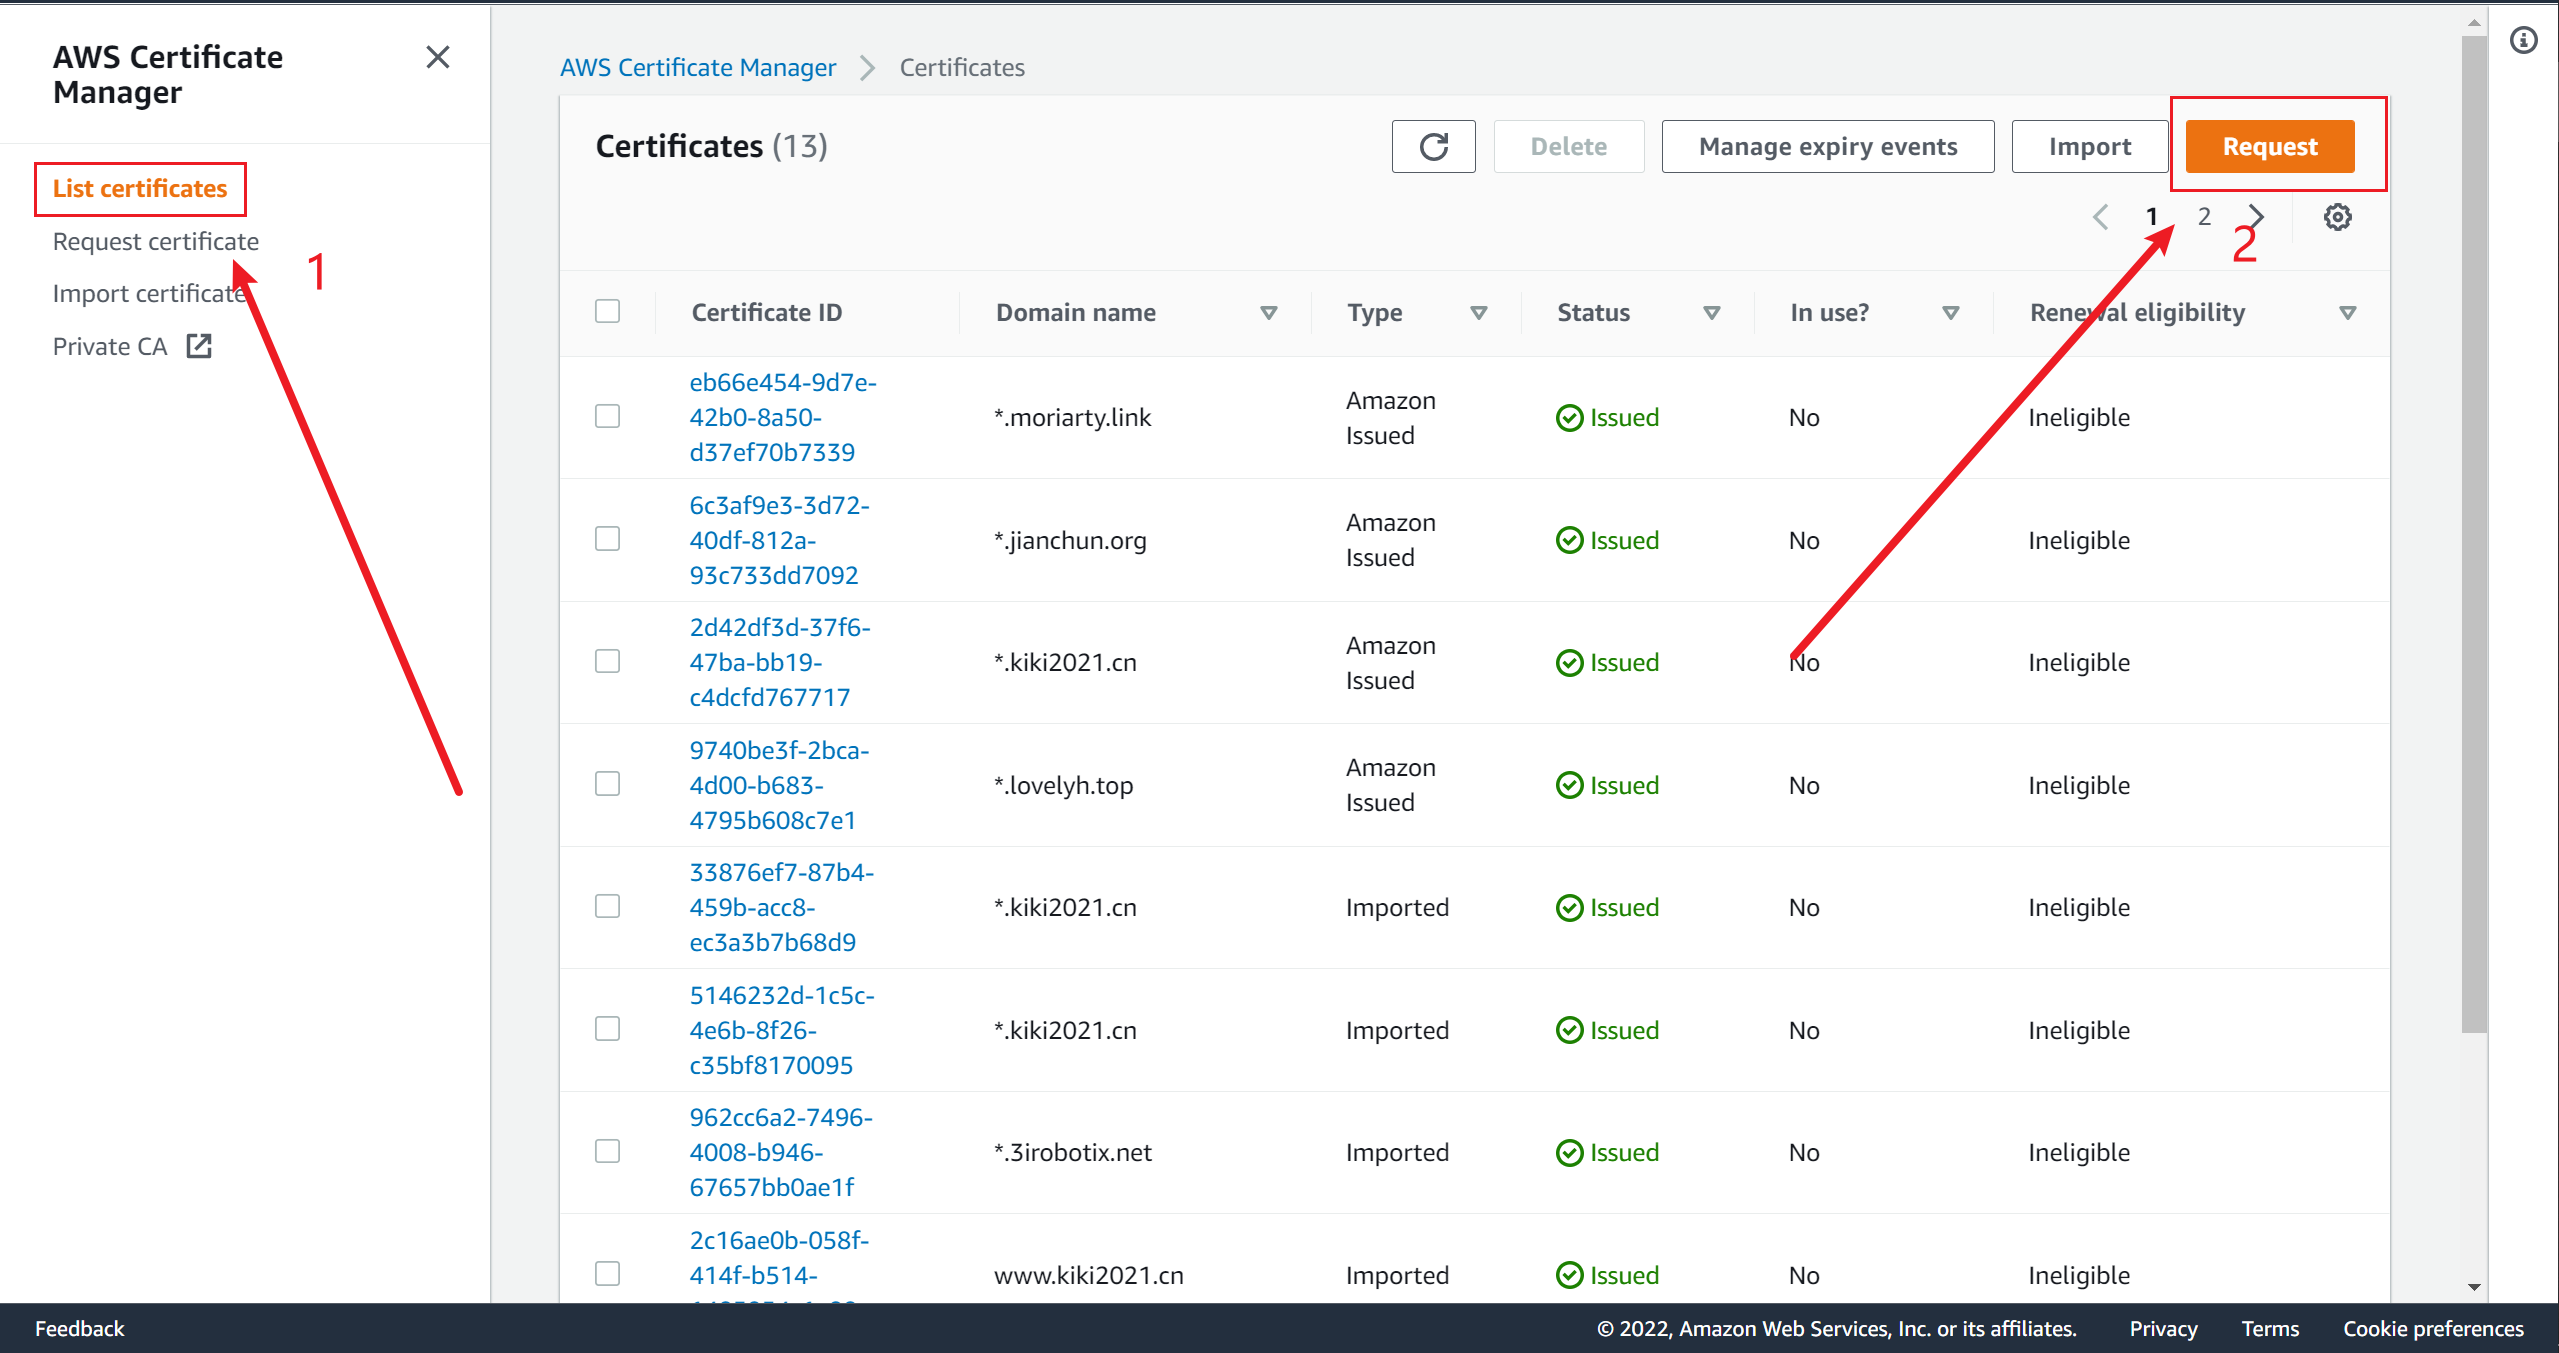 AWS Certificate
Manager
List certificates
Request certificate
1
Import certificate
Private CA
AWS Certificate Manager Certificates
Certificates (13)
Delete
Manage expiry events
Import
Request
1 2
2
Certificate ID Domain name Type Status In use? Renewal eligibility
eb66e454-9d7e-
42b0-8a50-
d37ef70b7339
*.moriarty.link
Amazon
Issued
Issued
No
Ineligible
6c3af9e3-3d72-
40df-812a-
93c733dd7092
*.jianchun.org
Amazon
Issued
Issued
No
Ineligible
2d42df3d-37f6-
47ba-bb19-
c4dcfd767717
*.kiki2021.cn
Amazon
Issued
Issued
No
Ineligible
9740be3f-2bca-
4d00-b683-
4795b608c7e1
*.lovelyh.top
Amazon
Issued
Issued
No
Ineligible
33876ef7-87b4-
459b-acc8-
ec3a3b7b68d9
*.kiki2021.cn
Imported
Issued
No
Ineligible
5146232d-1c5c-
4e6b-8f26-
c35bf8170095
*.kiki2021.cn
Imported
Issued
No
Ineligible
962cc6a2-7496-
4008-b946-
67657bb0ae1f
*.3irobotix.net
Imported
Issued
No
Ineligible
2c16ae0b-058f-
414f-b514-
www.kiki2021.cn
Imported
Issued
No
Ineligible
Feedback
© 2022, Amazon Web Services, Inc. or its affiliates. Privacy Terms Cookie preferences